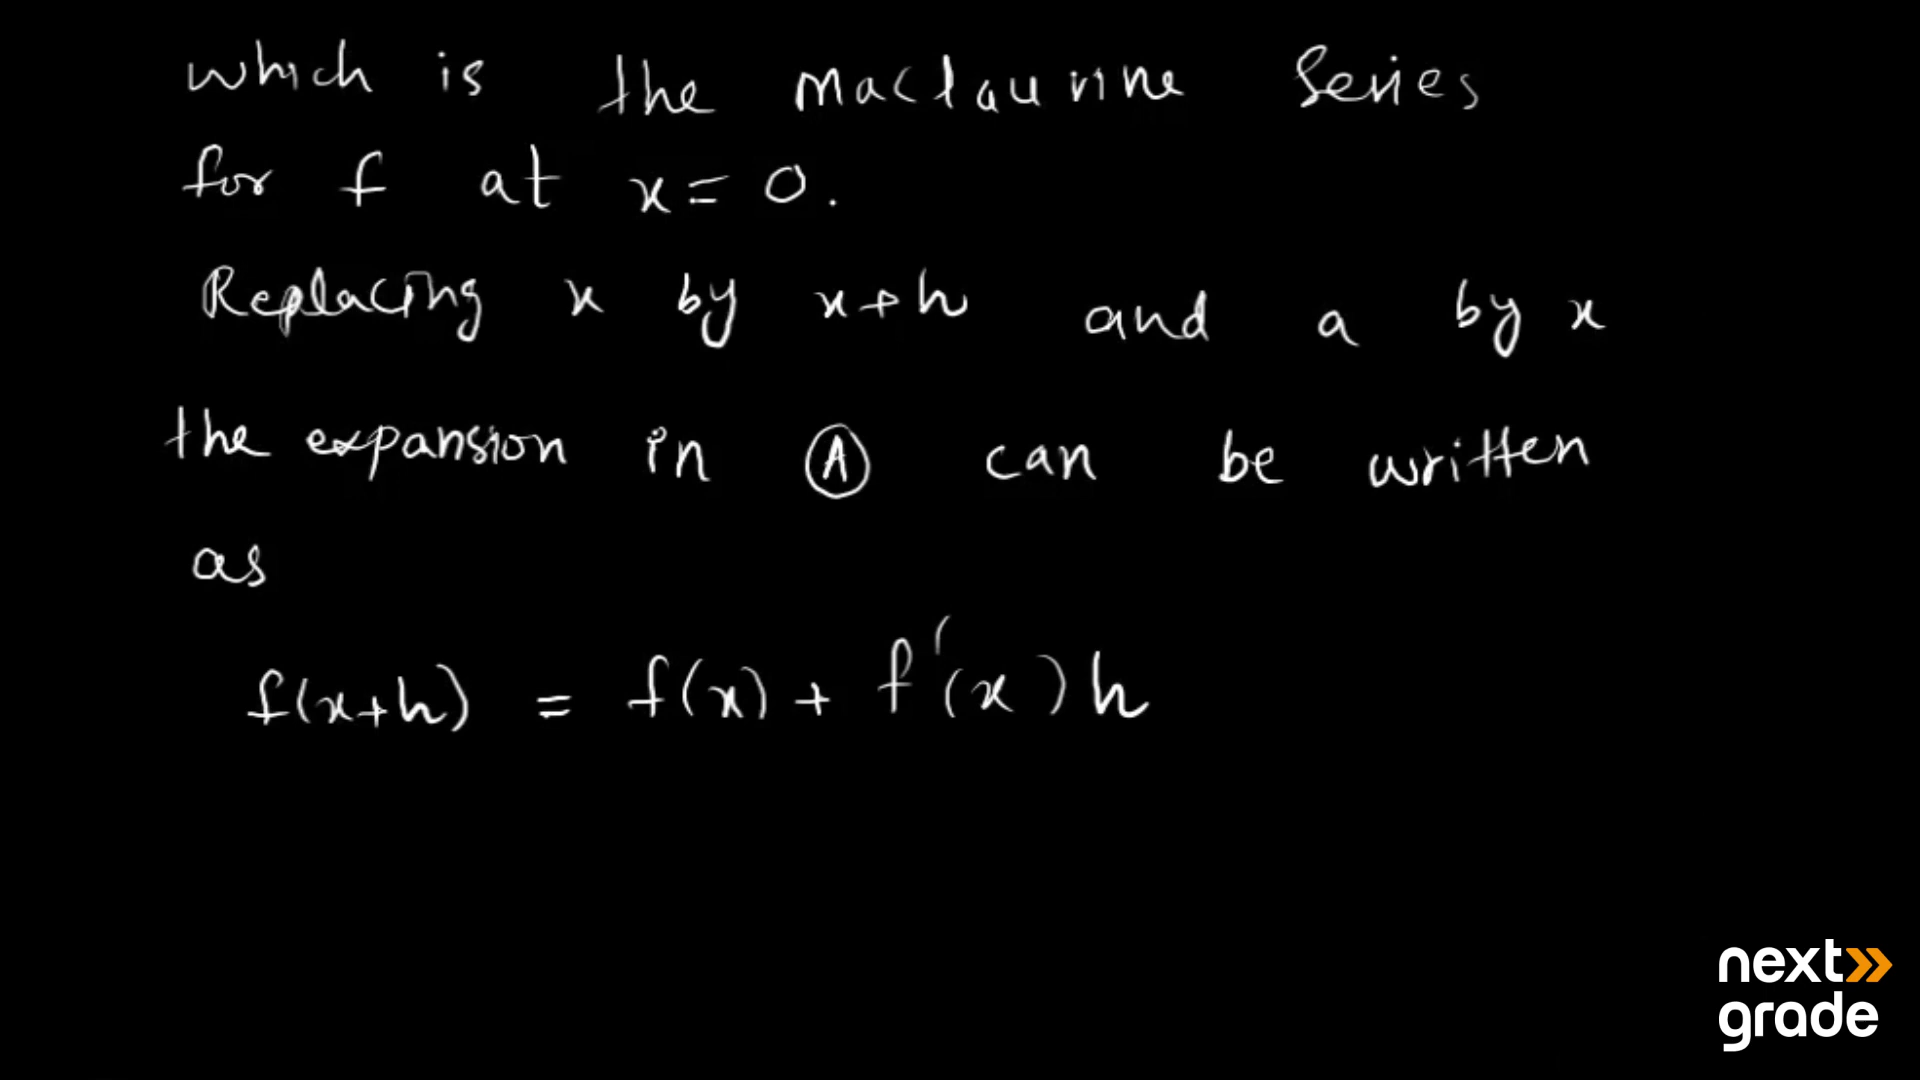 which is the maclaurine Series
for f at x = 0.
Replacing x by x+h and a by x
the expansion in Ⓐ can be written
as
f(x+h) = f(x) + f'(x)h
next»
grade